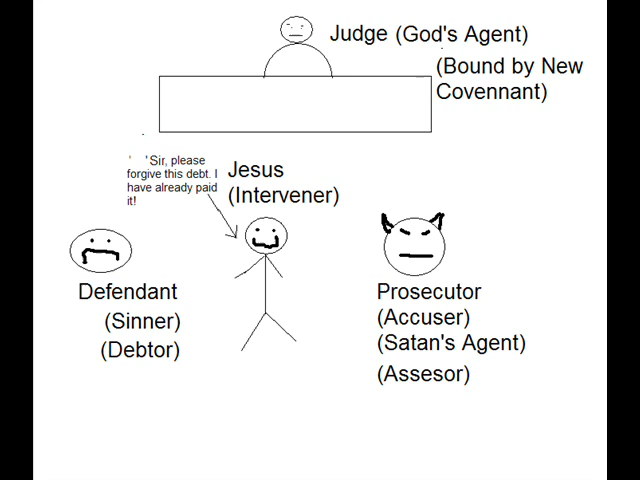 Judge (God's Agent)
(Bound by New
Covennant)
' 'Sir, please
forgive this debt. I
have already paid
it!
Jesus
(Intervener)
Defendant
(Sinner)
(Debtor)
Prosecutor
(Accuser)
(Satan's Agent)
(Assesor)